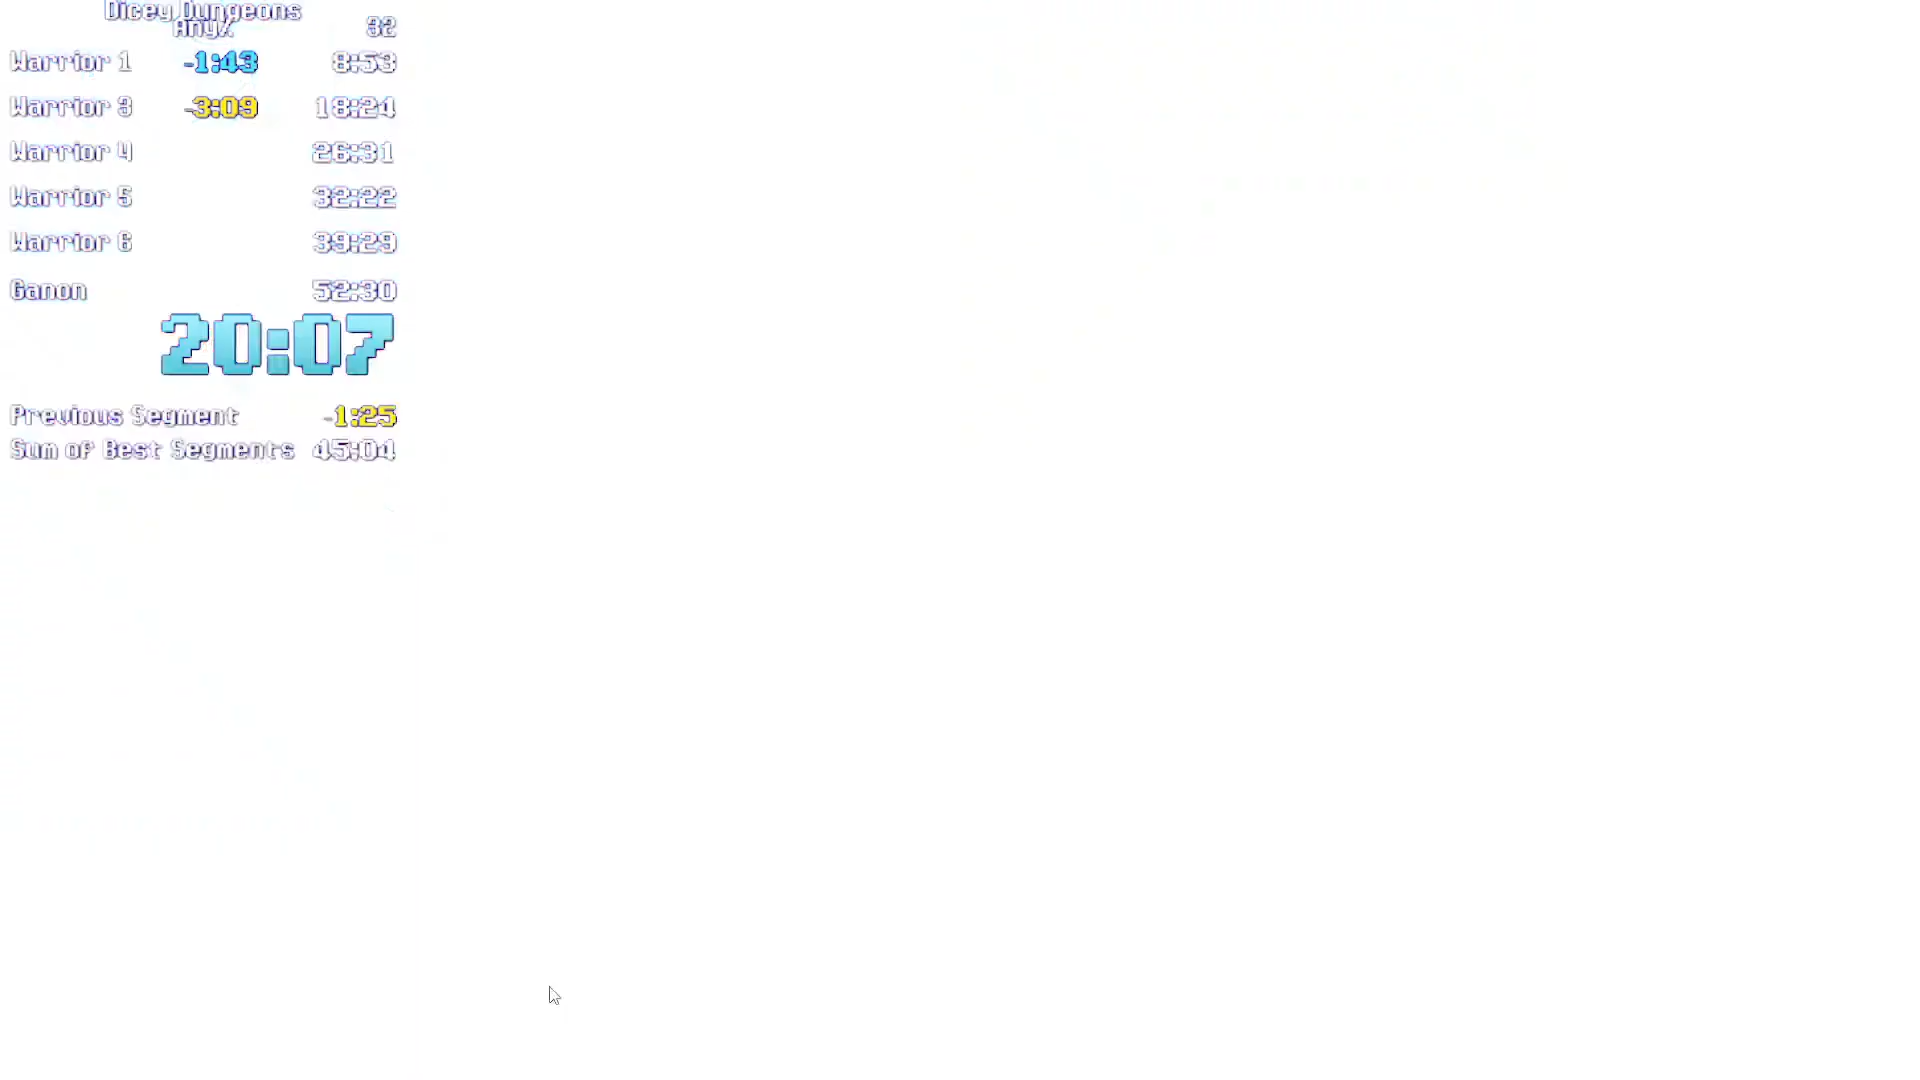 Dicey Dungeons
Any% 32
Warrior 1 -1:43 8:53
Warrior 3 -3:09 18:24
Warrior 4 26:31
Warrior 5 32:22
Warrior 6 39:29
Ganon 52:30
20:07
Previous Segment -1:25
Sum of Best Segments 45:04